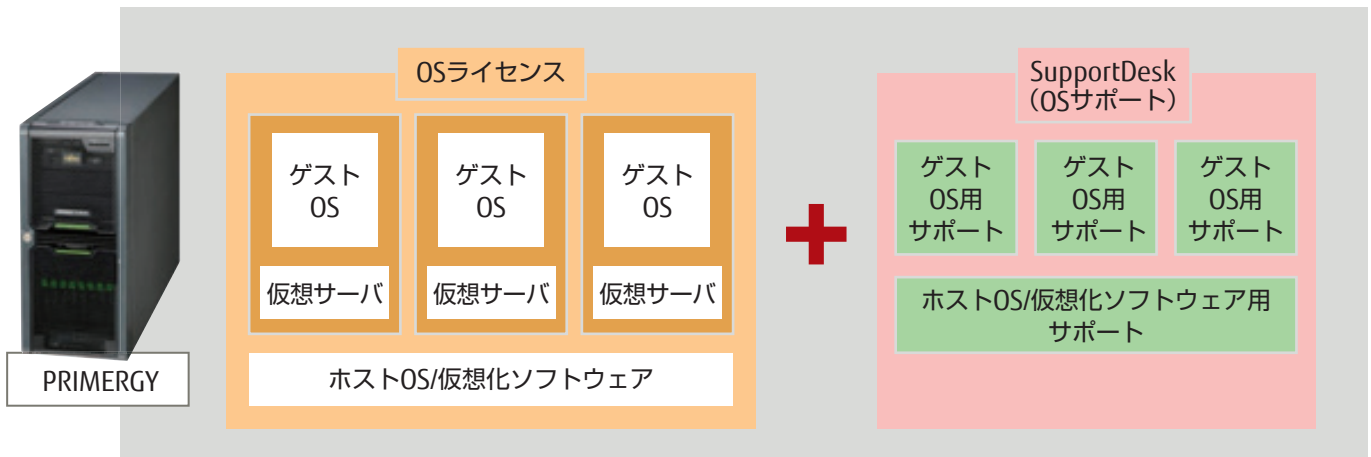 OSライセンス
ゲスト
OS
仮想サーバ
ゲスト
OS
仮想サーバ
ゲスト
OS
仮想サーバ
ホストOS/仮想化ソフトウェア
PRIMERGY
SupportDesk
（OSサポート）
ゲスト
OS用
サポート
ゲスト
OS用
サポート
ゲスト
OS用
サポート
ホストOS/仮想化ソフトウェア用
サポート